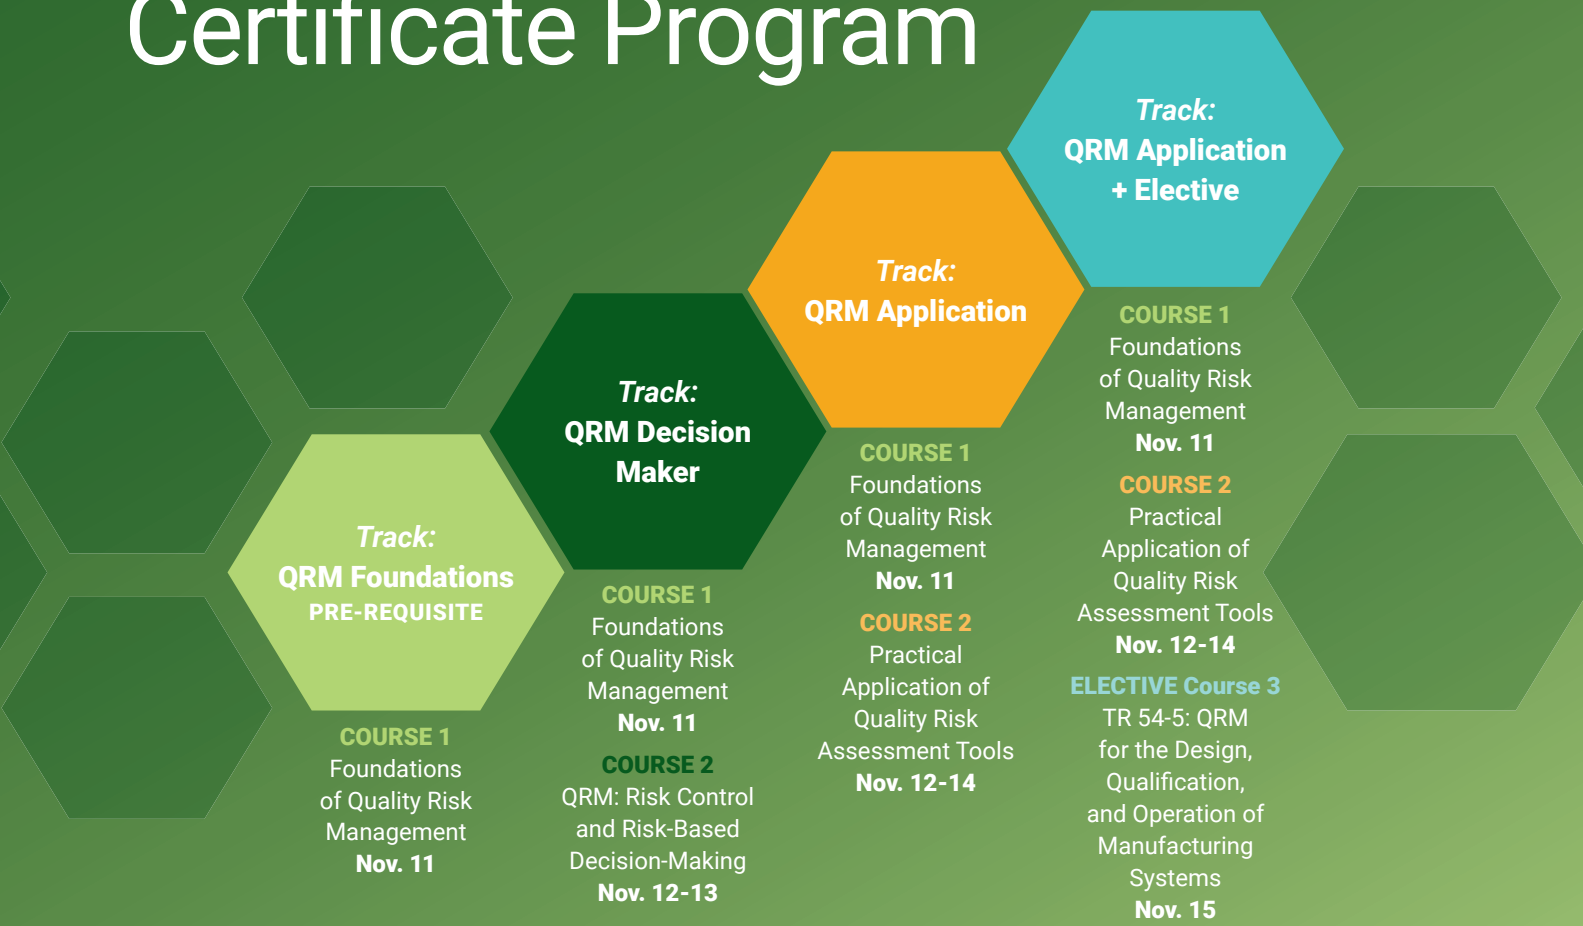 Certificate Program
Track:
QRM Foundations
PRE-REQUISITE
COURSE 1
Foundations
of Quality Risk
Management
Nov. 11
Track:
QRM Decision
Maker
COURSE 1
Foundations
of Quality Risk
Management
Nov. 11
COURSE 2
QRM: Risk Control
and Risk-Based
Decision-Making
Nov. 12-13
Track:
QRM Application
COURSE 1
Foundations
of Quality Risk
Management
Nov. 11
COURSE 2
Practical
Application of
Quality Risk
Assessment Tools
Nov. 12-14
Track:
QRM Application
+ Elective
COURSE 1
Foundations
of Quality Risk
Management
Nov. 11
COURSE 2
Practical
Application of
Quality Risk
Assessment Tools
Nov. 12-14
ELECTIVE Course 3
TR 54-5: QRM
for the Design,
Qualification,
and Operation of
Manufacturing
Systems
Nov. 15